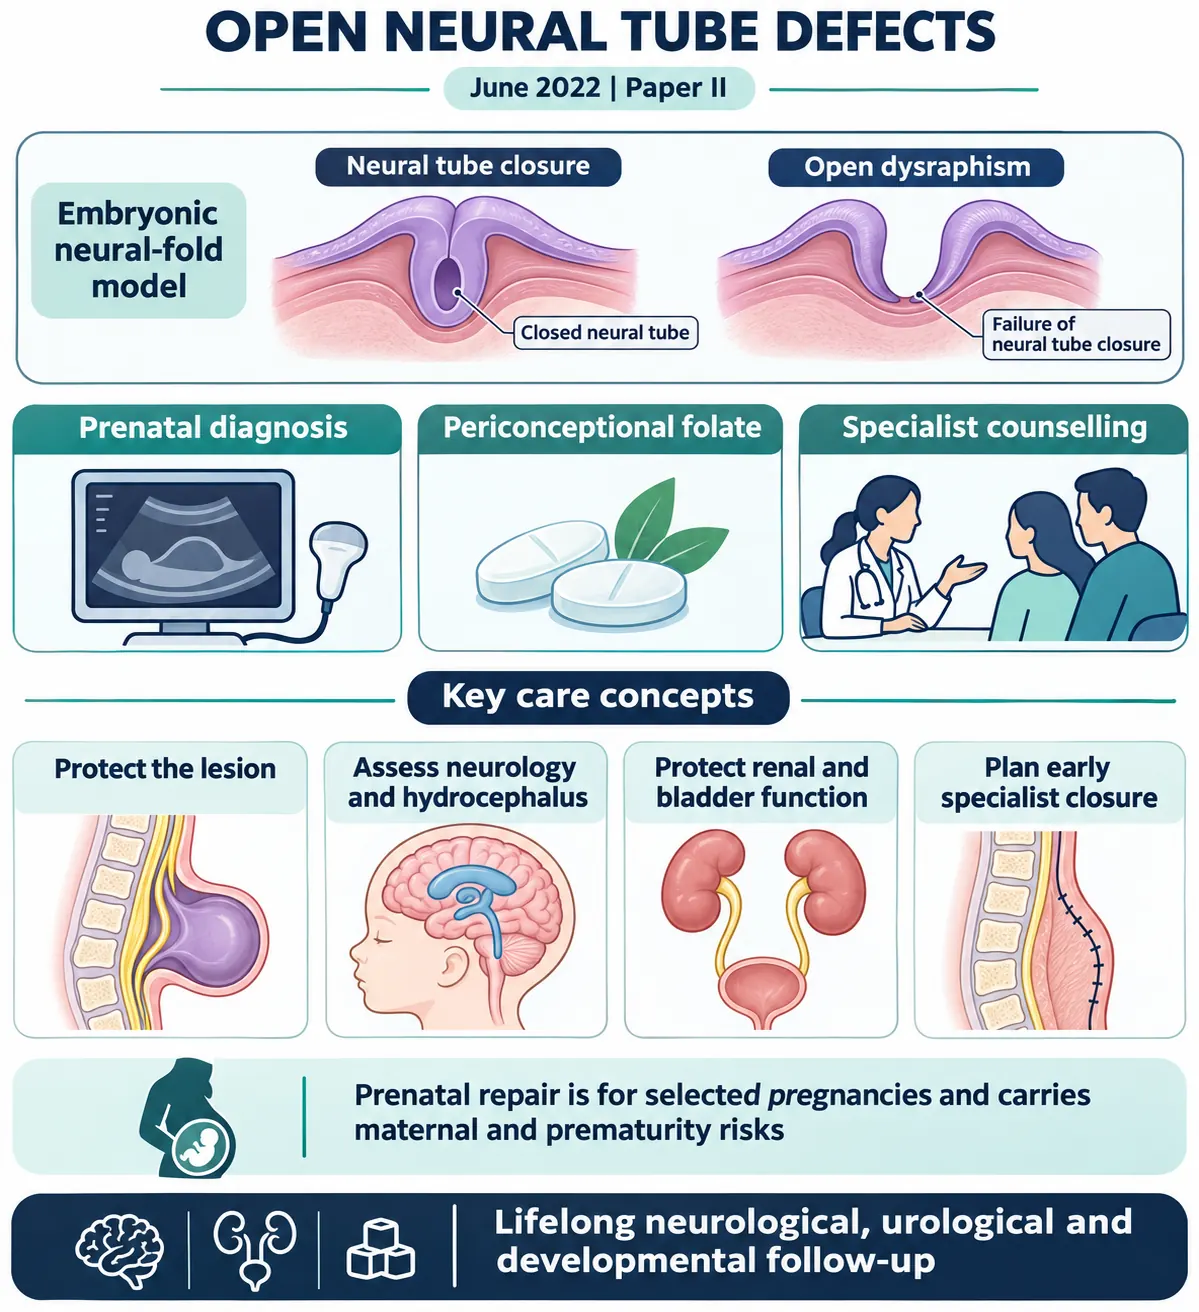 OPEN NEURAL TUBE DEFECTS
June 2022 | Paper II
Embryonic
neural-fold
model
Neural tube closure
Closed neural tube
Open dysraphism
Failure of
neural tube closure
Prenatal diagnosis
Periconceptional folate
Specialist counselling
Key care concepts
Protect the lesion
Assess neurology
and hydrocephalus
Protect renal and
bladder function
Plan early
specialist closure
Prenatal repair is for selected pregnancies and carries
maternal and prematurity risks
Lifelong neurological, urological and
developmental follow-up